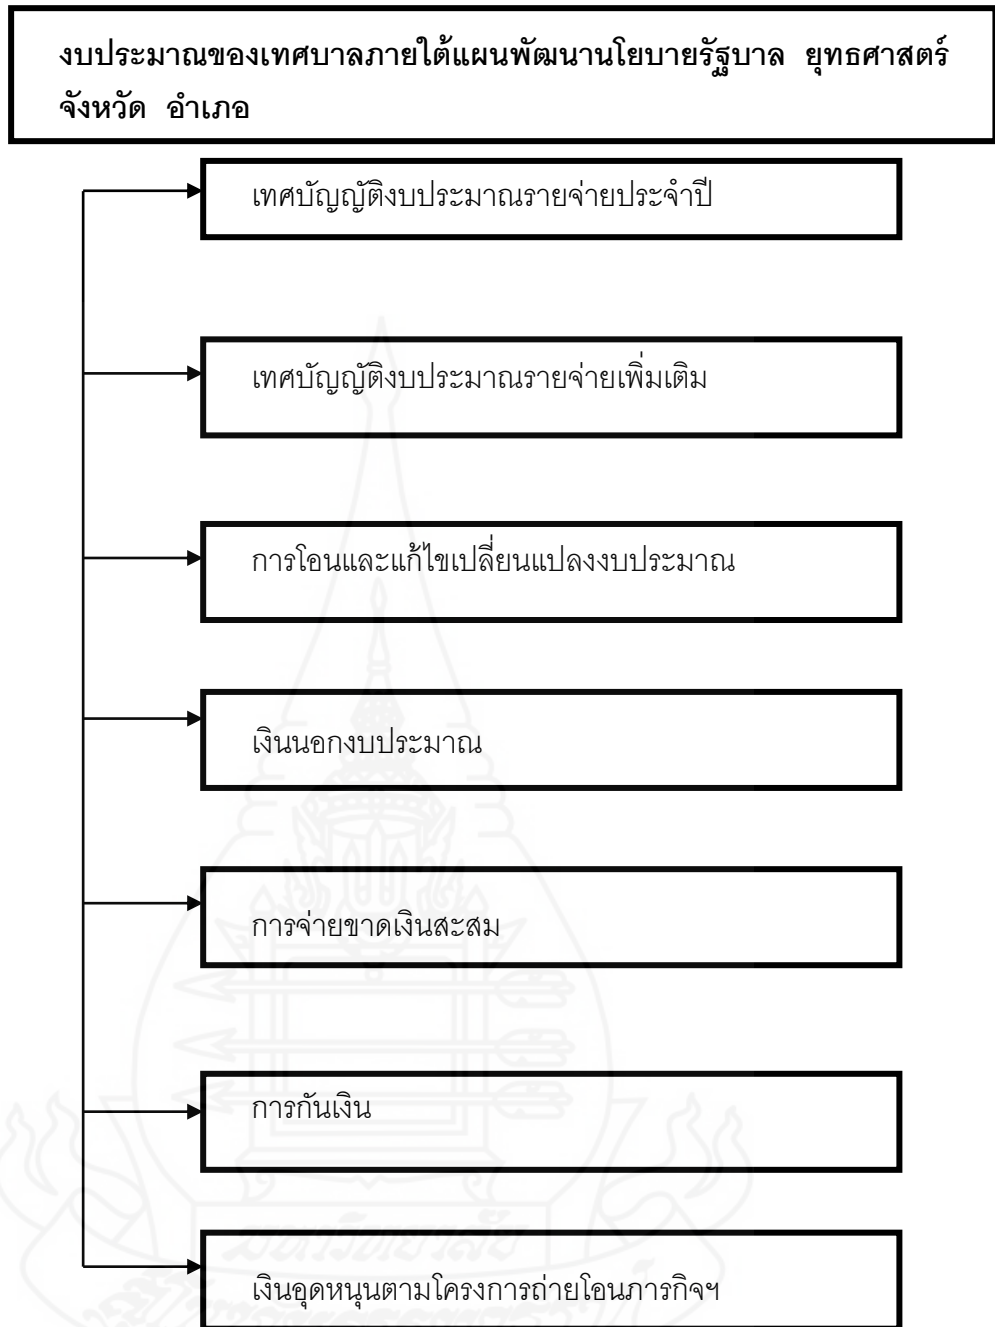 งบประมาณของเทศบาลภายใต้แผนพัฒนานโยบายรัฐบาล ยุทธศาสตร์
จังหวัด อำเภอ
เทศบัญญัติงบประมาณรายจ่ายประจำปี
เทศบัญญัติงบประมาณรายจ่ายเพิ่มเติม
การโอนและแก้ไขเปลี่ยนแปลงงบประมาณ
เงินนอกงบประมาณ
การจ่ายขาดเงินสะสม
การกันเงิน
มหาวิทยาลัย
เงินอุดหนุนตามโครงการถ่ายโอนภารกิจฯ